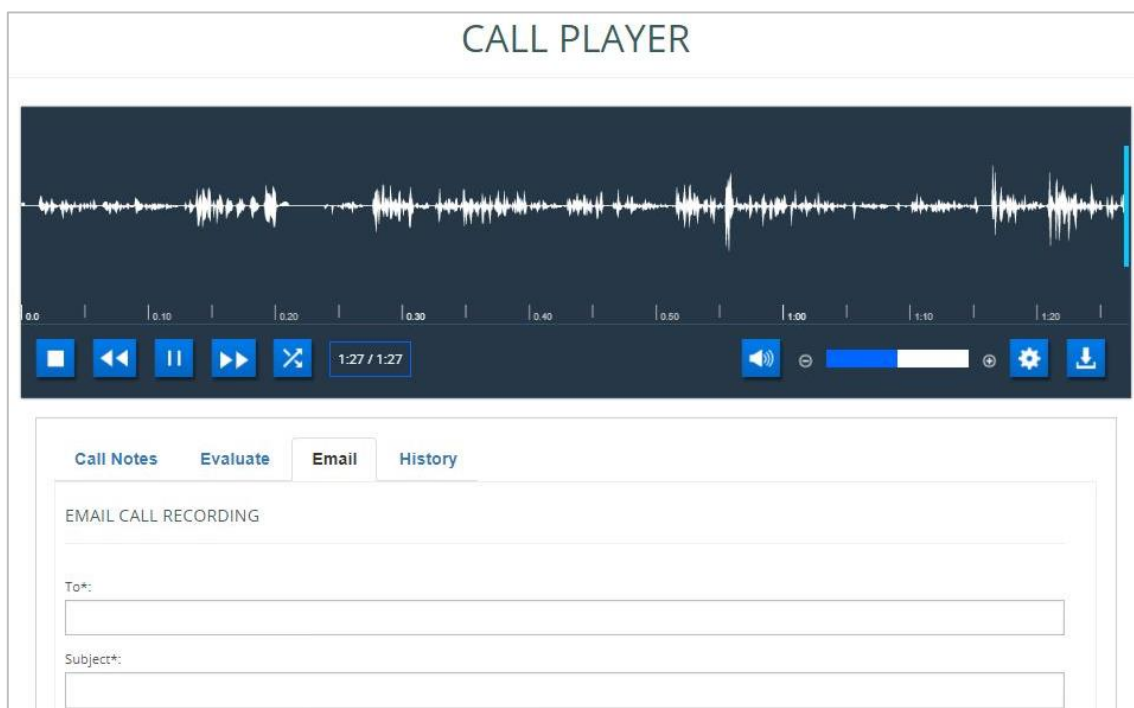 CALL PLAYER
0.0 0.10 0.20 0.30 0.40 0.50 1:00 1:10 1:20
1:27 / 1:27
Call Notes Evaluate Email History
EMAIL CALL RECORDING
To*:
Subject*: